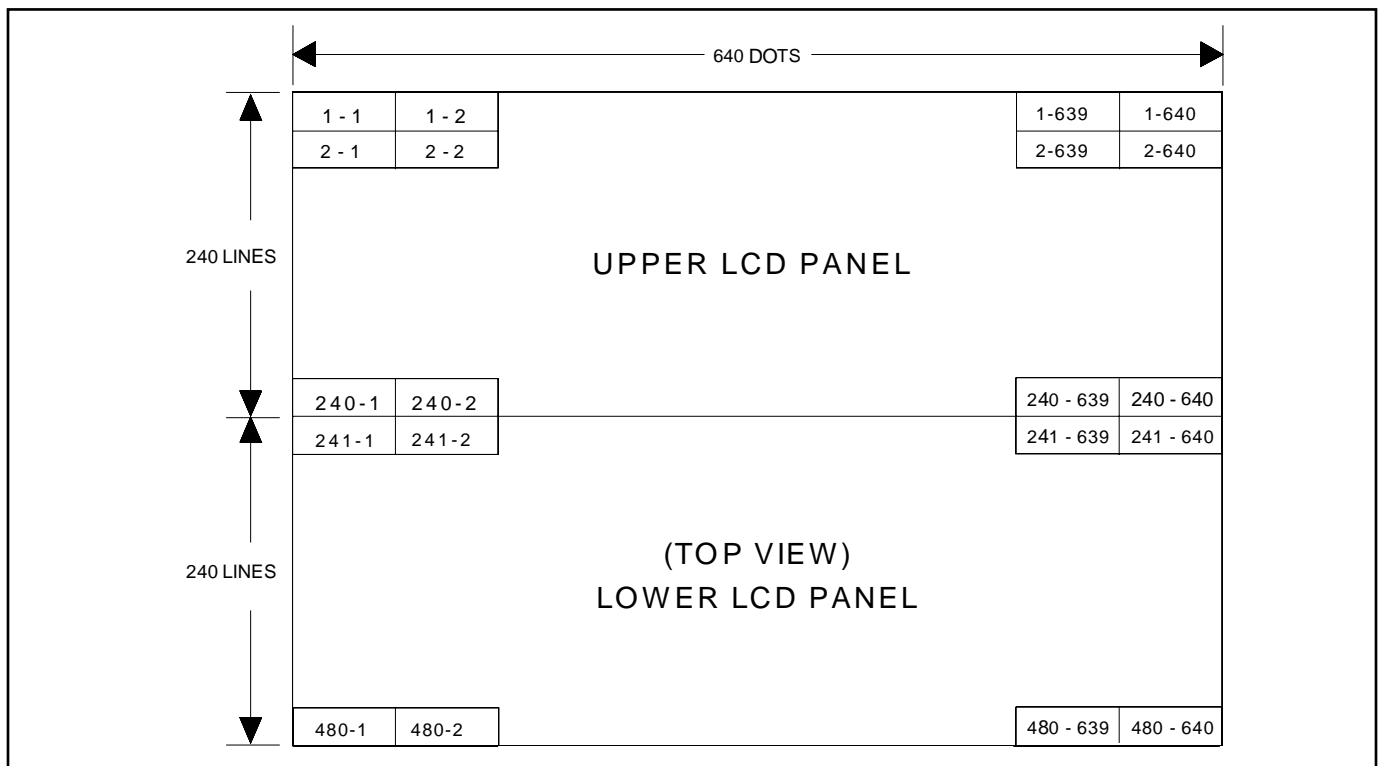 640 DOTS
1 - 1 1 - 2 1-639 1-640
2 - 1 2 - 2 2-639 2-640
240 LINES
UPPER LCD PANEL
240-1 240-2 240 - 639 240 - 640
241-1 241-2 241 - 639 241 - 640
(TOP VIEW)
240 LINES
LOWER LCD PANEL
480-1 480-2 480 - 639 480 - 640